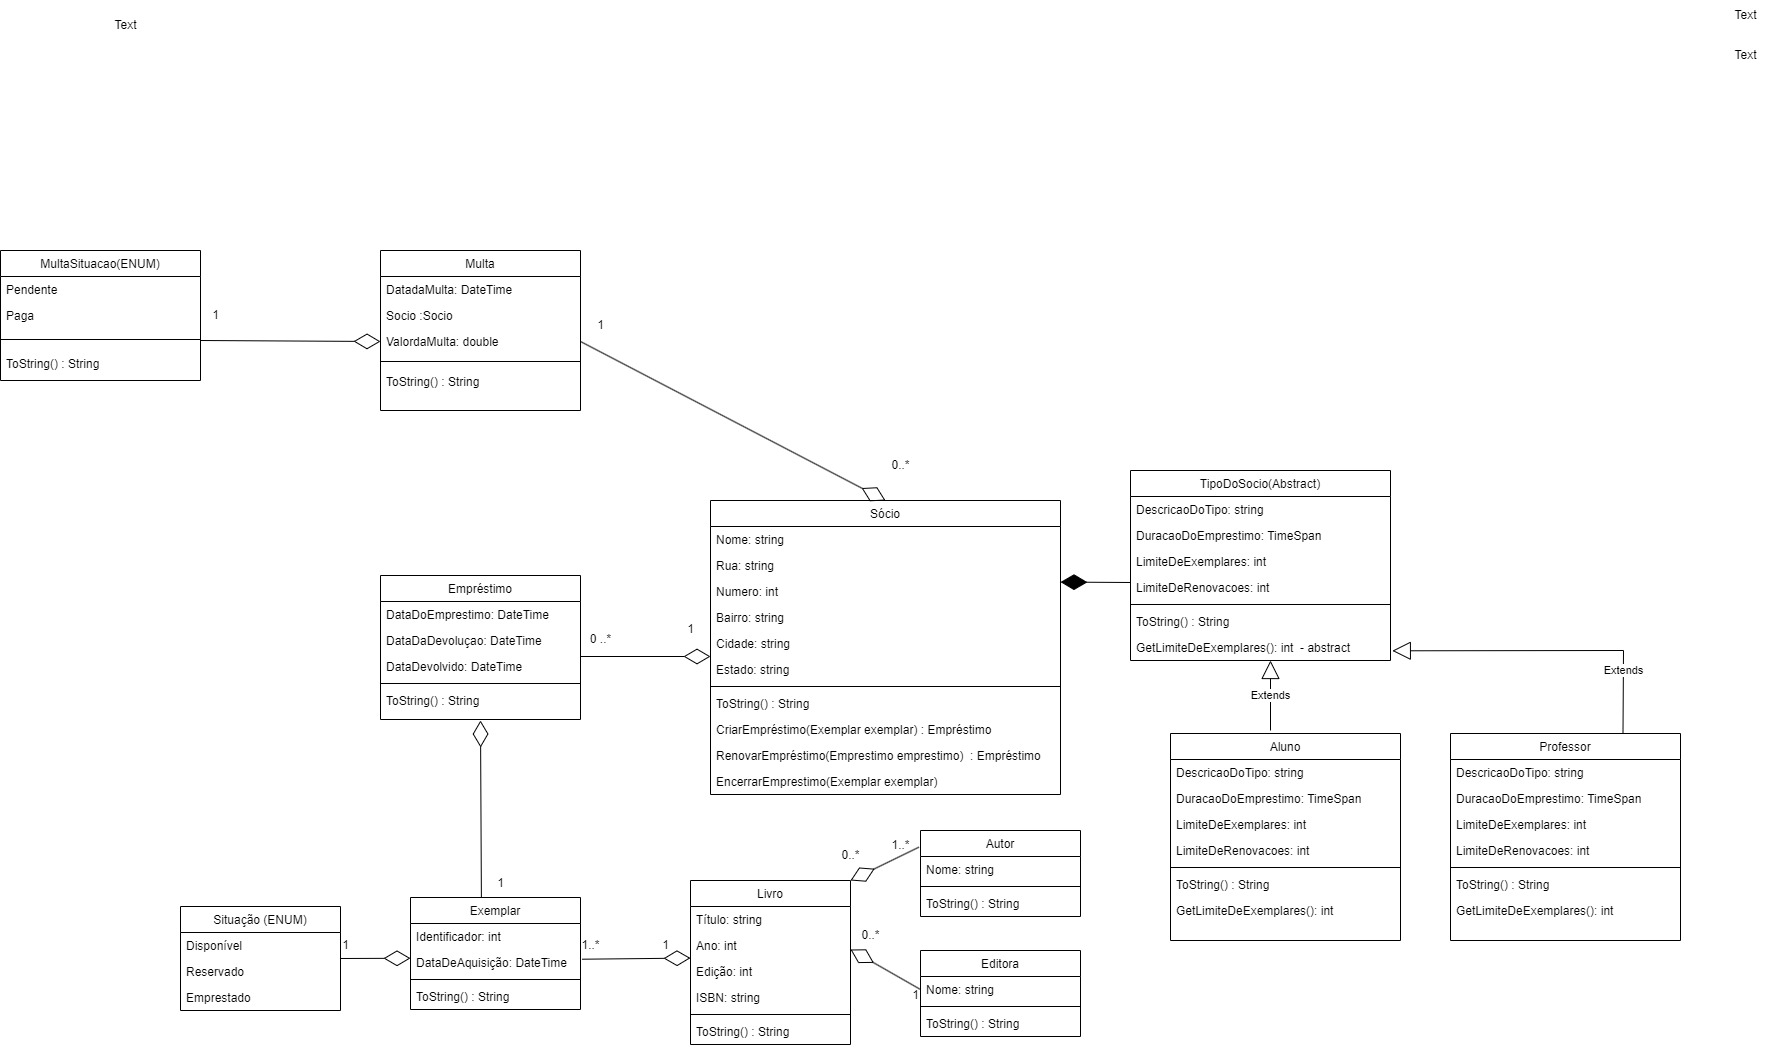 Text
Text
Text
MultaSituacao(ENUM)
Pendente
Paga
ToString() : String
1
Multa
DatadaMulta: DateTime
Socio :Socio
ValordaMulta: double
ToString() : String
1
0..*
Sócio
Nome: string
Rua: string
Numero: int
Bairro: string
Cidade: string
Estado: string
ToString() : String
CriarEmpréstimo(Exemplar exemplar) : Empréstimo
RenovarEmpréstimo(Emprestimo emprestimo)  : Empréstimo
EncerrarEmprestimo(Exemplar exemplar)
TipoDoSocio(Abstract)
DescricaoDoTipo: string
DuracaoDoEmprestimo: TimeSpan
LimiteDeExemplares: int
LimiteDeRenovacoes: int
ToString() : String
GetLimiteDeExemplares(): int  - abstract
Empréstimo
DataDoEmprestimo: DateTime
DataDaDevoluçao: DateTime
DataDevolvido: DateTime
ToString() : String
0 ..*
1
Extends
Extends
Aluno
DescricaoDoTipo: string
DuracaoDoEmprestimo: TimeSpan
LimiteDeExemplares: int
LimiteDeRenovacoes: int
ToString() : String
GetLimiteDeExemplares(): int
Professor
DescricaoDoTipo: string
DuracaoDoEmprestimo: TimeSpan
LimiteDeExemplares: int
LimiteDeRenovacoes: int
ToString() : String
GetLimiteDeExemplares(): int
Situação (ENUM)
Disponível
Reservado
Emprestado
1
1
Exemplar
Identificador: int
DataDeAquisição: DateTime
ToString() : String
1..*
1
Livro
Título: string
Ano: int
Edição: int
ISBN: string
ToString() : String
0..*
1..*
Autor
Nome: string
ToString() : String
0..*
1
Editora
Nome: string
ToString() : String